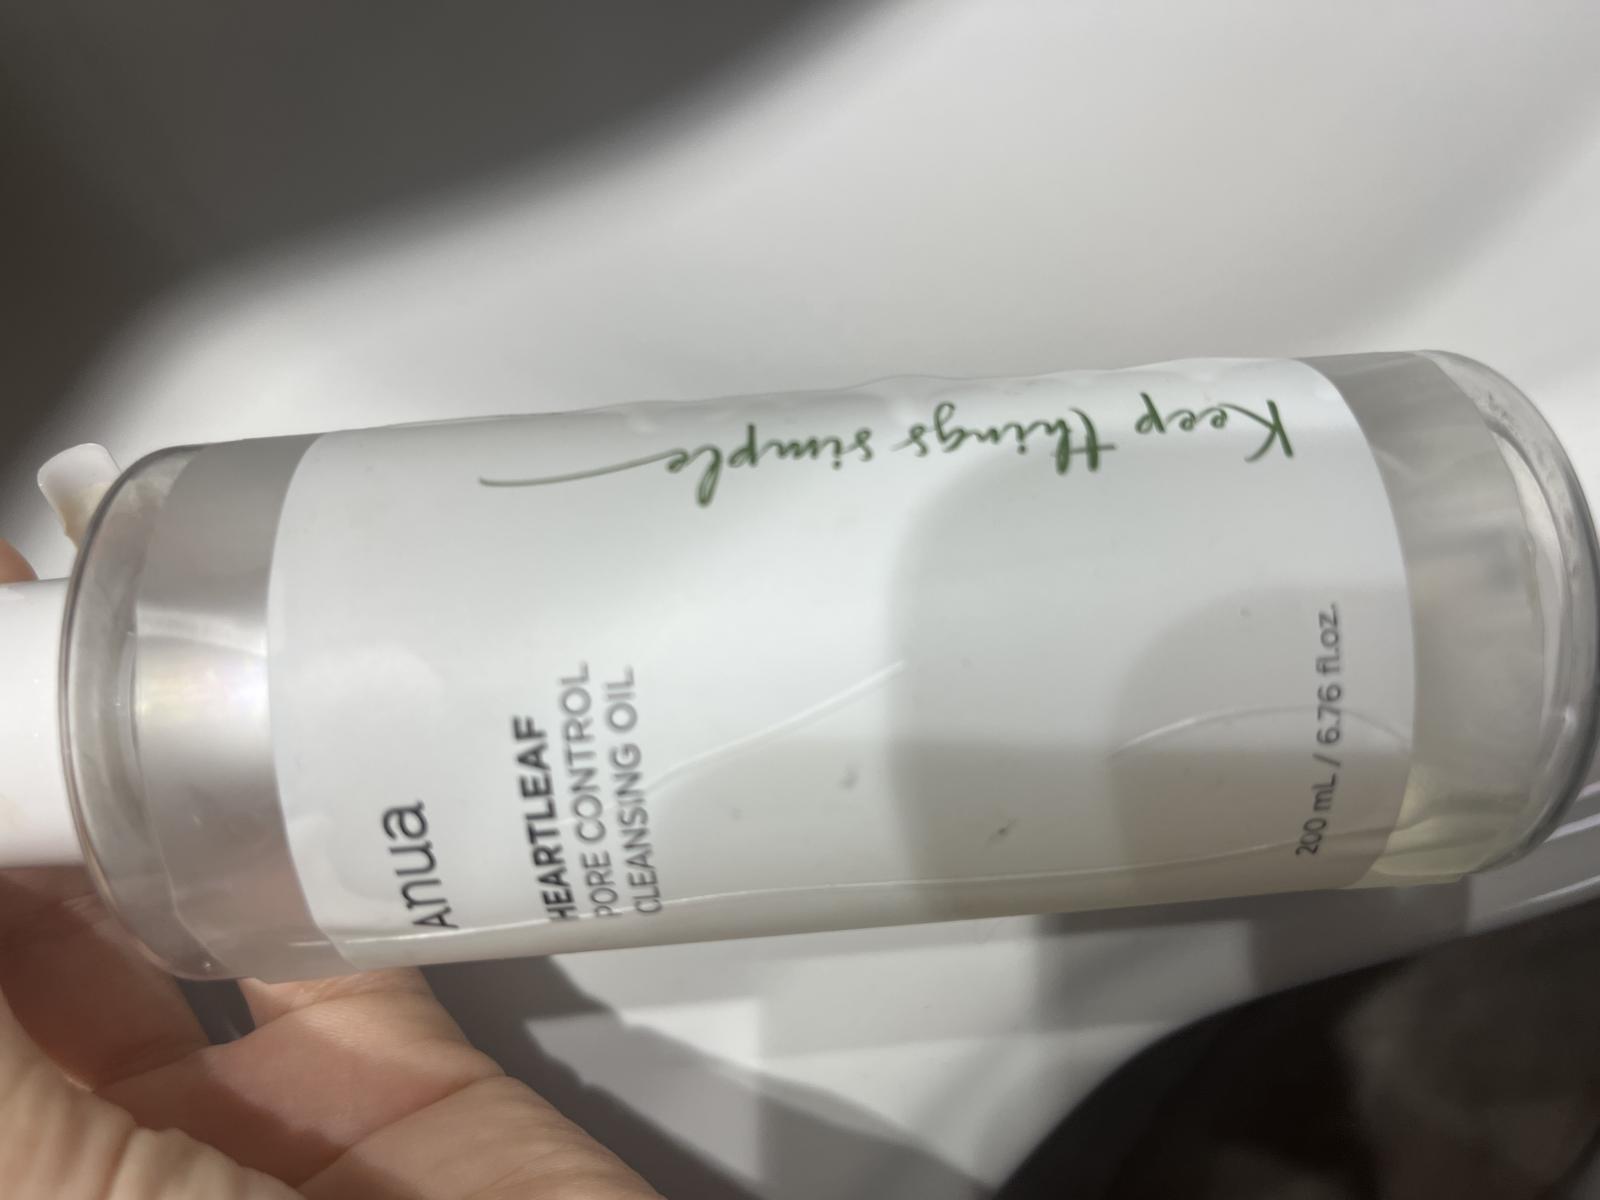 Anua
HEARTLEAF
PORE CONTROL
CLEANSING OIL
200 mL / 6.76 fl.oz.
Keep things simple